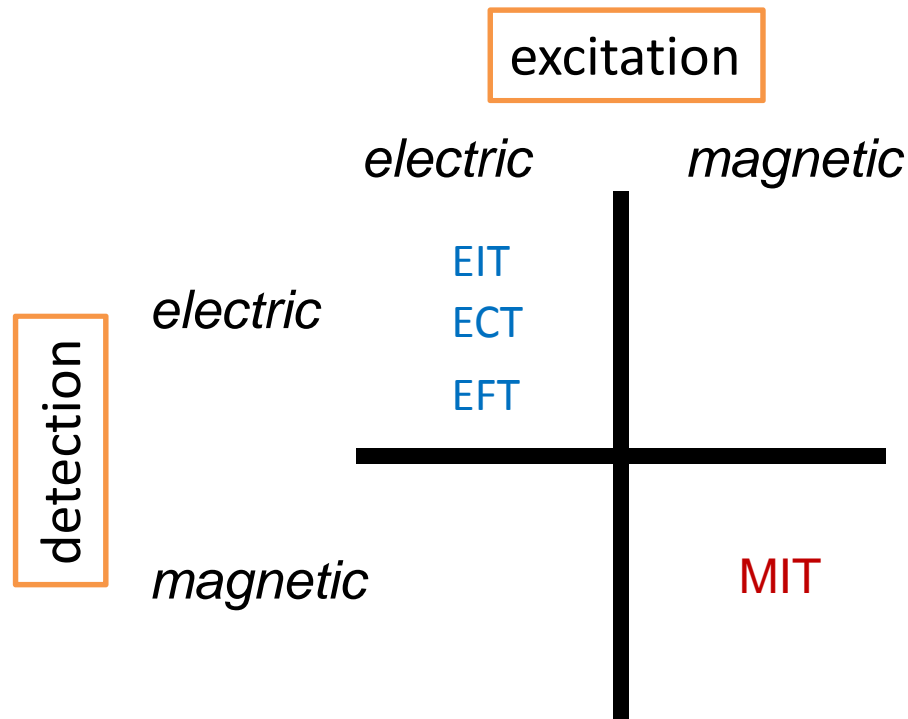 excitation
electric magnetic
EIT
electric ECT
EFT
detection
magnetic MIT